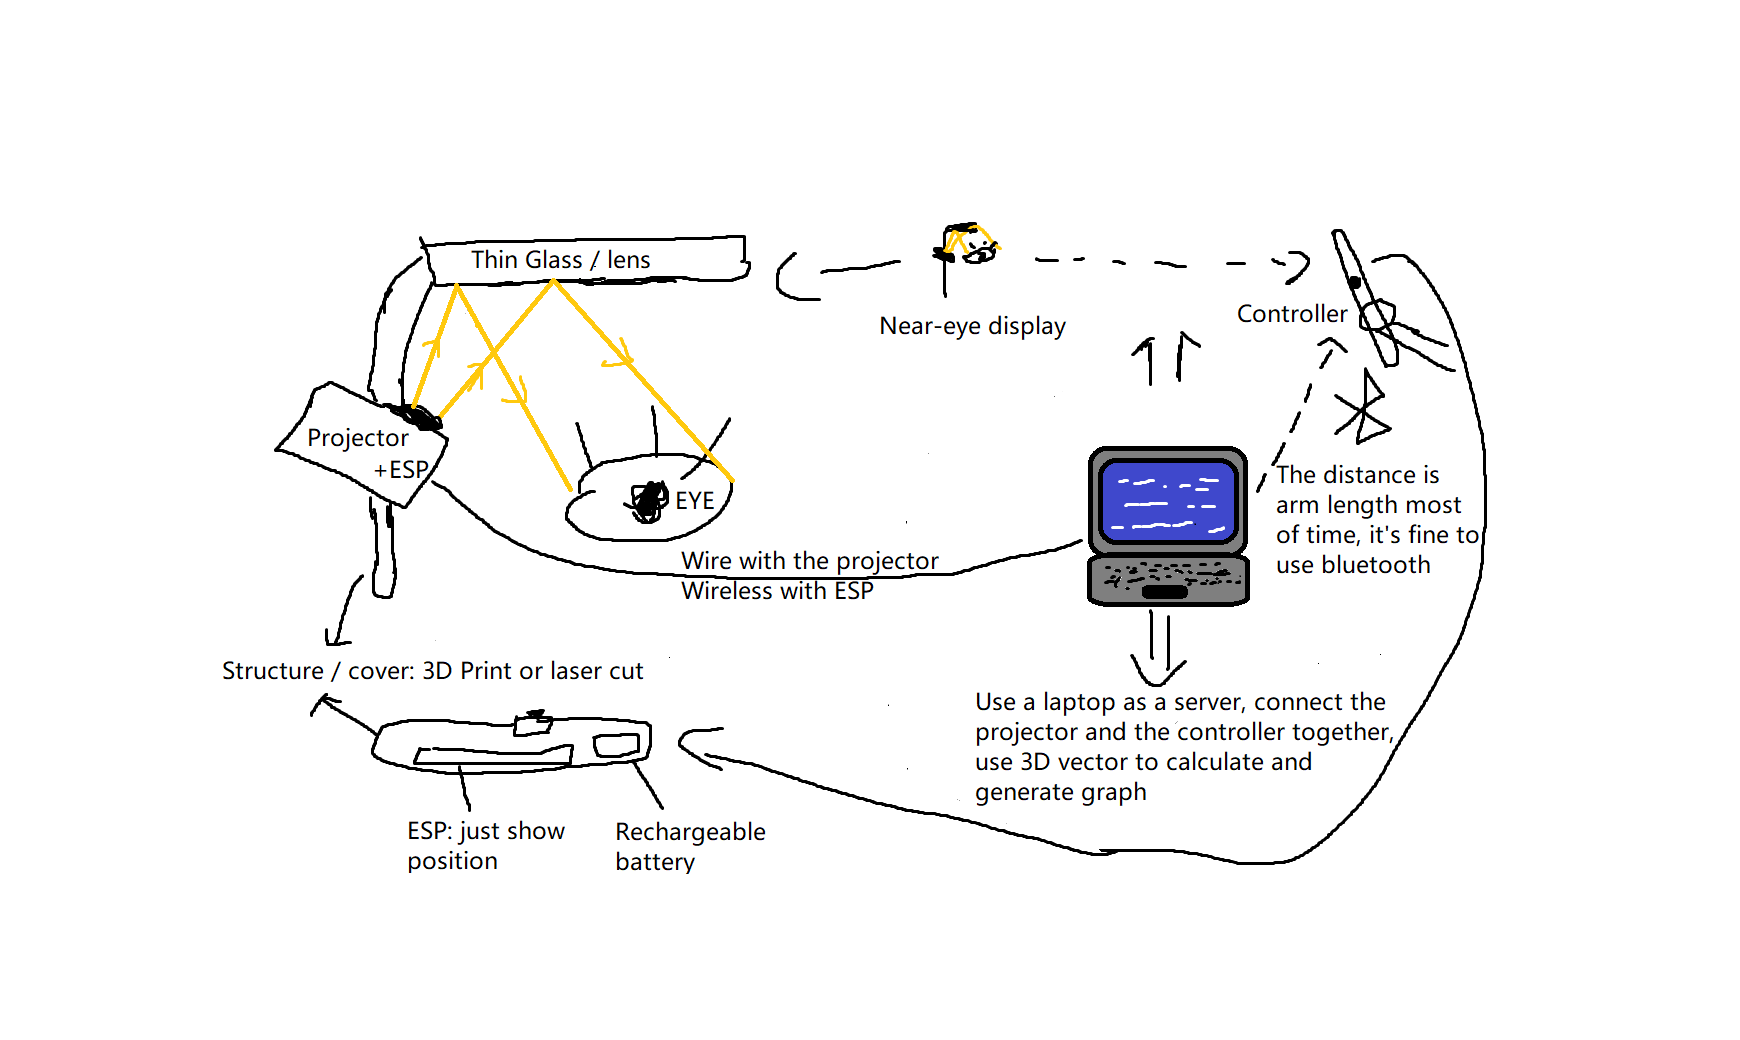 Thin Glass / lens
Near-eye display
Controller
Projector
+ESP
EYE
The distance is
arm length most
of time, it's fine to
use bluetooth
Wire with the projector
Wireless with ESP
Structure / cover: 3D Print or laser cut
Use a laptop as a server, connect the
projector and the controller together,
use 3D vector to calculate and
generate graph
ESP: just show
position
Rechargeable
battery